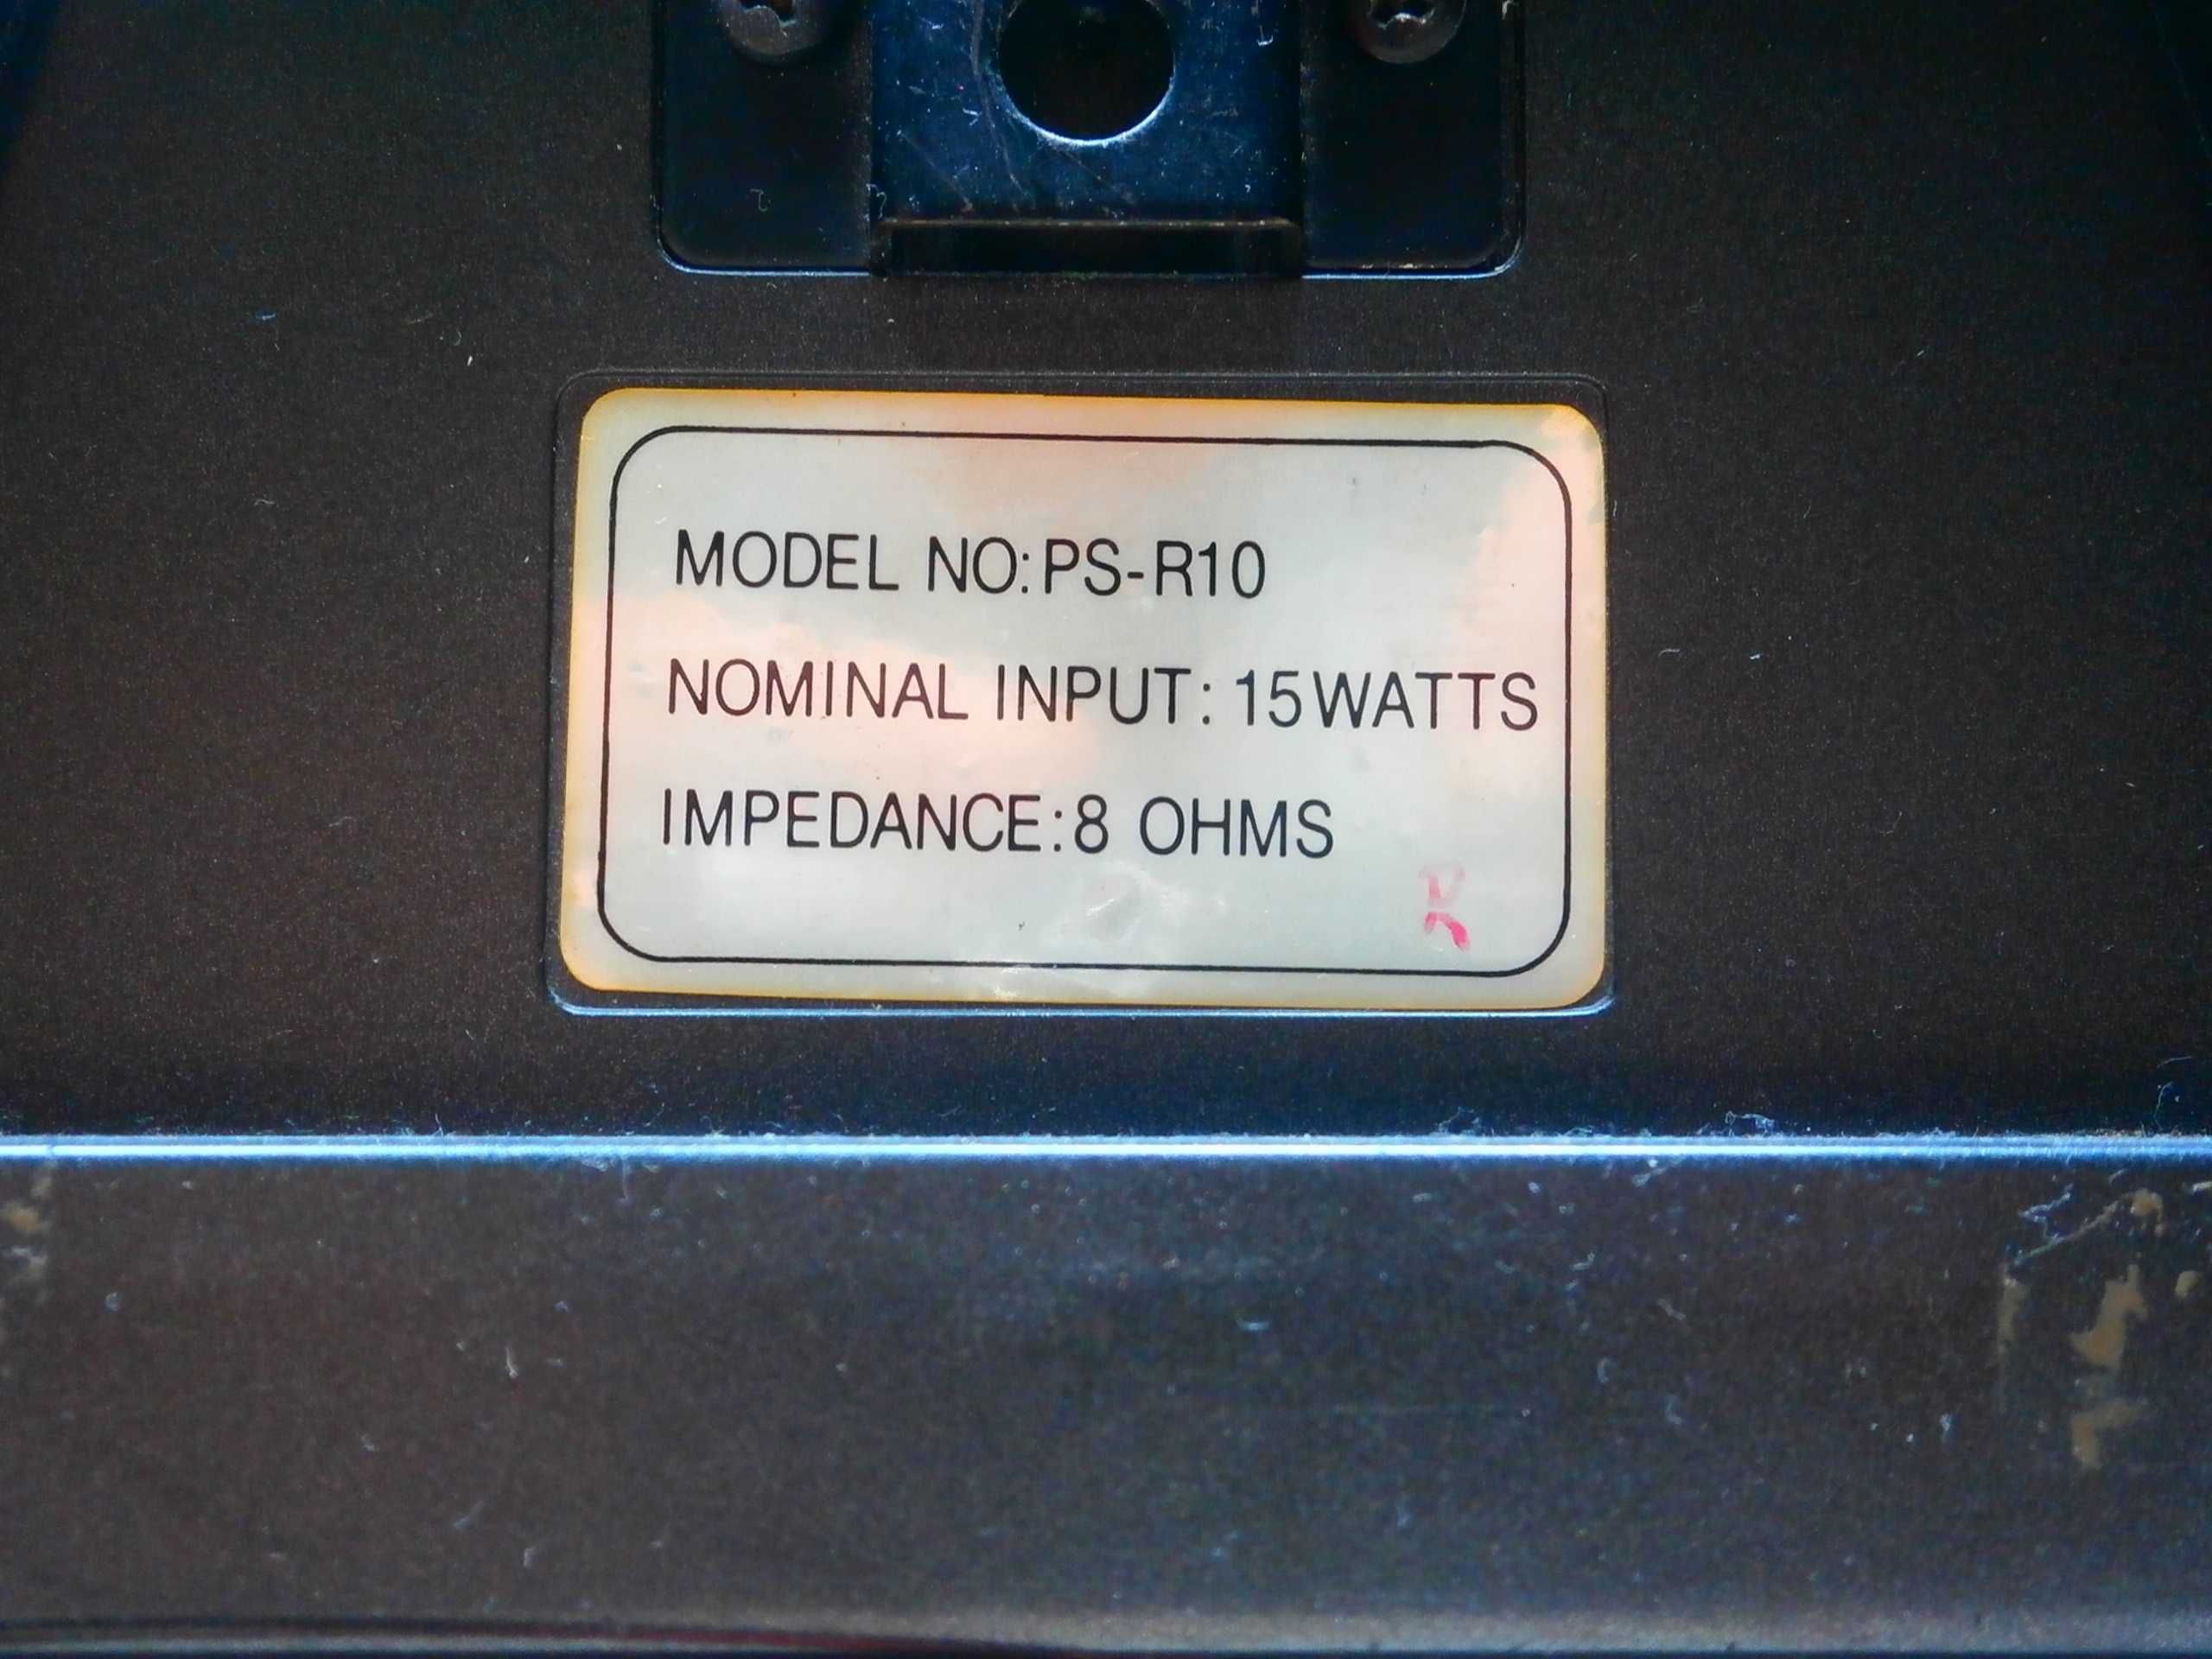 MODEL NO:PS-R10
NOMINAL INPUT: 15WATTS
IMPEDANCE:8 OHMS